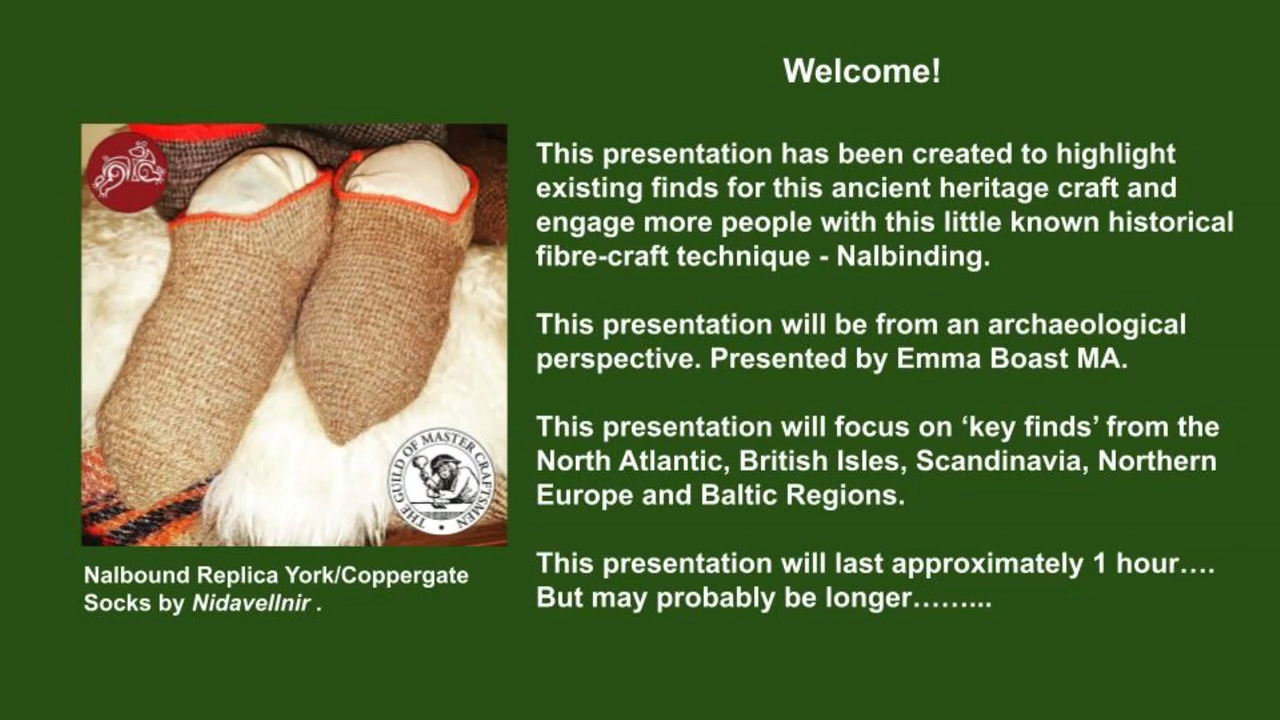 Welcome!
This presentation has been created to highlight
existing finds for this ancient heritage craft and
engage more people with this little known historical
fibre-craft technique - Nalbinding.
This presentation will be from an archaeological
perspective. Presented by Emma Boast MA.
This presentation will focus on ‘key finds’ from the
North Atlantic, British Isles, Scandinavia, Northern
Europe and Baltic Regions.
This presentation will last approximately 1 hour….
But may probably be longer……...
THE GUILD OF MASTER CRAFTSMEN
Nalbound Replica York/Coppergate
Socks by Nidavellnir .